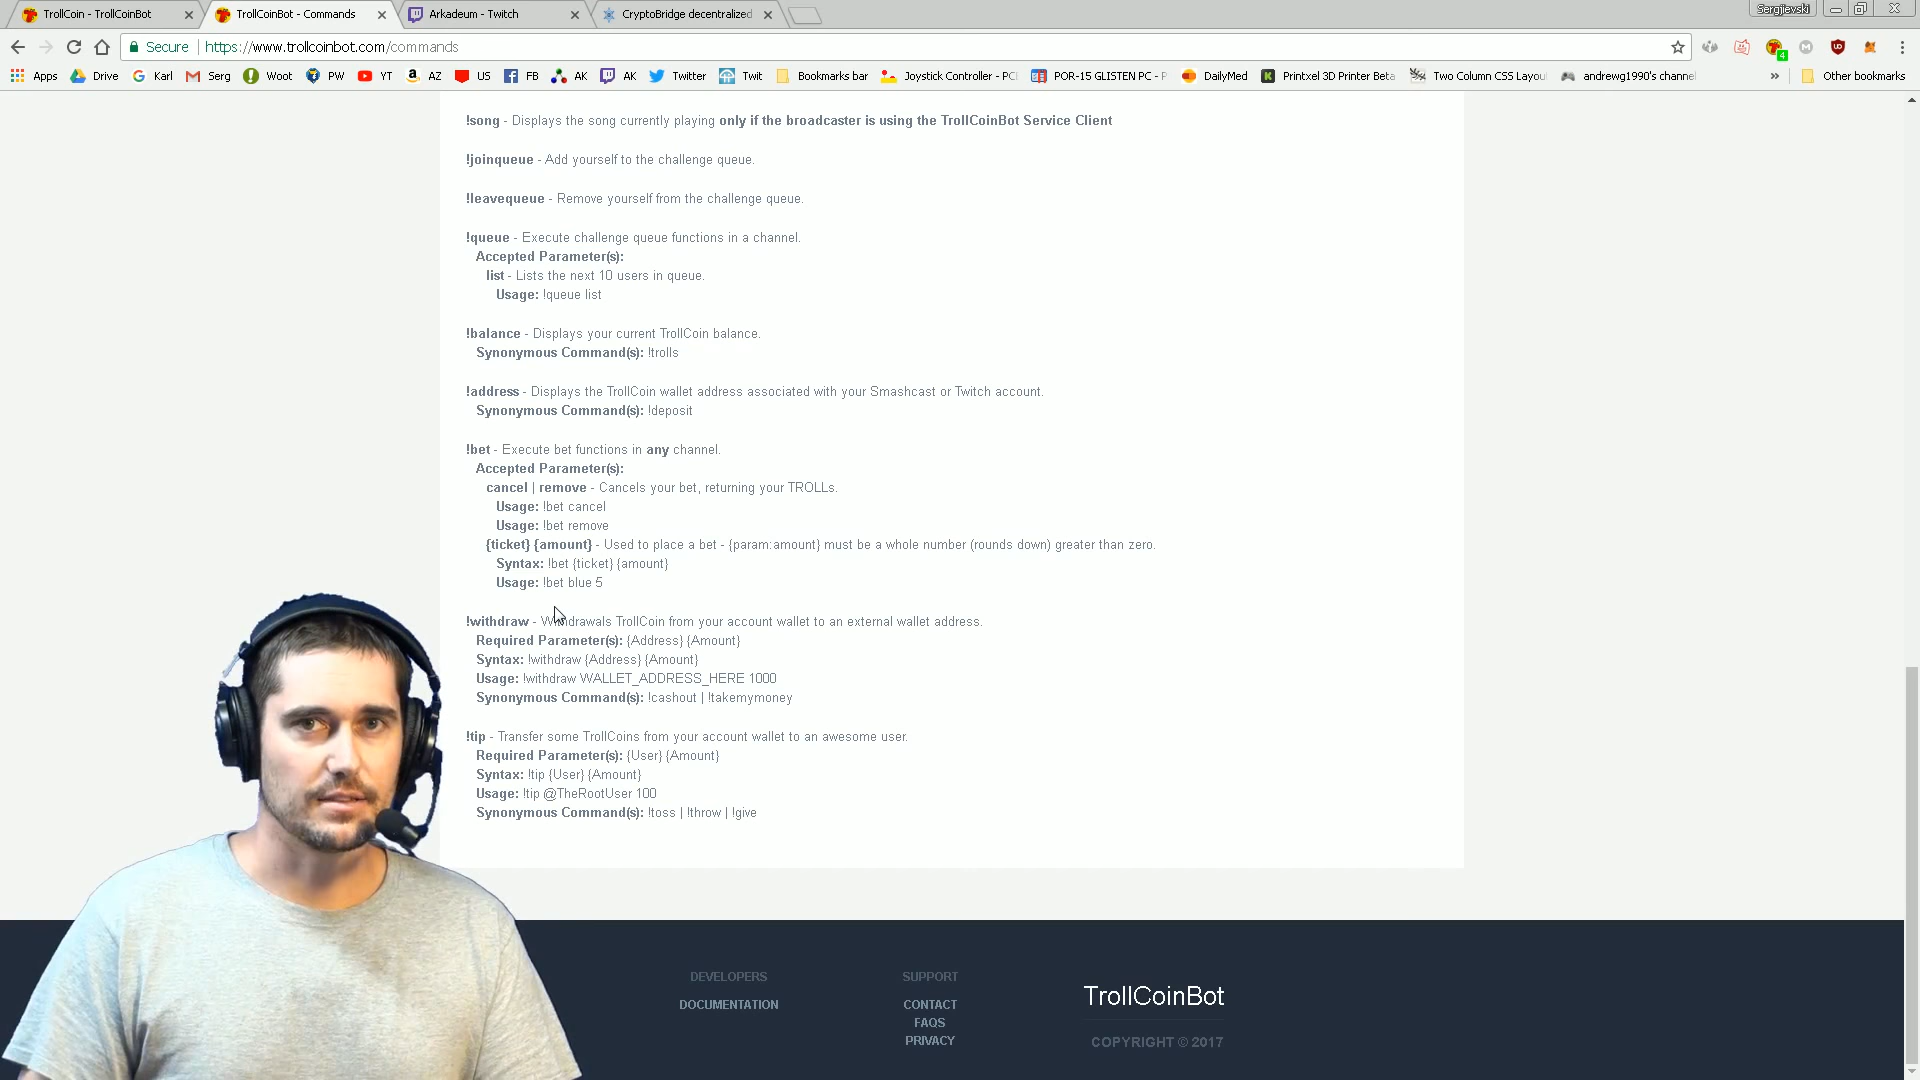 TrollCoin - TrollCoinBot
TrollCoinBot - Commands
Arkadeum - Twitch
CryptoBridge decentralized
Sergjievski
Secure
https://www.trollcoinbot.com/commands
4
Apps
Drive
Karl
Serg
Woot
PW
YT
AZ
US
FB
AK
AK
Twitter
Twit
Bookmarks bar
Joystick Controller - PCI
POR-15 GLISTEN PC - P
DailyMed
Printxel 3D Printer Beta
Two Column CSS Layou
andrewg1990's channel
»
Other bookmarks
!song - Displays the song currently playing only if the broadcaster is using the TrollCoinBot Service Client
!joinqueue - Add yourself to the challenge queue.
!leavequeue - Remove yourself from the challenge queue.
!queue - Execute challenge queue functions in a channel.
Accepted Parameter(s):
list - Lists the next 10 users in queue.
Usage: !queue list
!balance - Displays your current TrollCoin balance.
Synonymous Command(s): !trolls
!address - Displays the TrollCoin wallet address associated with your Smashcast or Twitch account.
Synonymous Command(s): !deposit
!bet - Execute bet functions in any channel.
Accepted Parameter(s):
cancel | remove - Cancels your bet, returning your TROLLs.
Usage: !bet cancel
Usage: !bet remove
{ticket} {amount} - Used to place a bet - {param:amount} must be a whole number (rounds down) greater than zero.
Syntax: !bet {ticket} {amount}
Usage: !bet blue 5
!withdraw - Withdrawals TrollCoin from your account wallet to an external wallet address.
Required Parameter(s): {Address} {Amount}
Syntax: !withdraw {Address} {Amount}
Usage: !withdraw WALLET_ADDRESS_HERE 1000
Synonymous Command(s): !cashout | !takemymoney
!tip - Transfer some TrollCoins from your account wallet to an awesome user.
Required Parameter(s): {User} {Amount}
Syntax: !tip {User} {Amount}
Usage: !tip @TheRootUser 100
Synonymous Command(s): !toss | !throw | !give
DEVELOPERS
DOCUMENTATION
SUPPORT
CONTACT
FAQS
PRIVACY
TrollCoinBot
COPYRIGHT © 2017